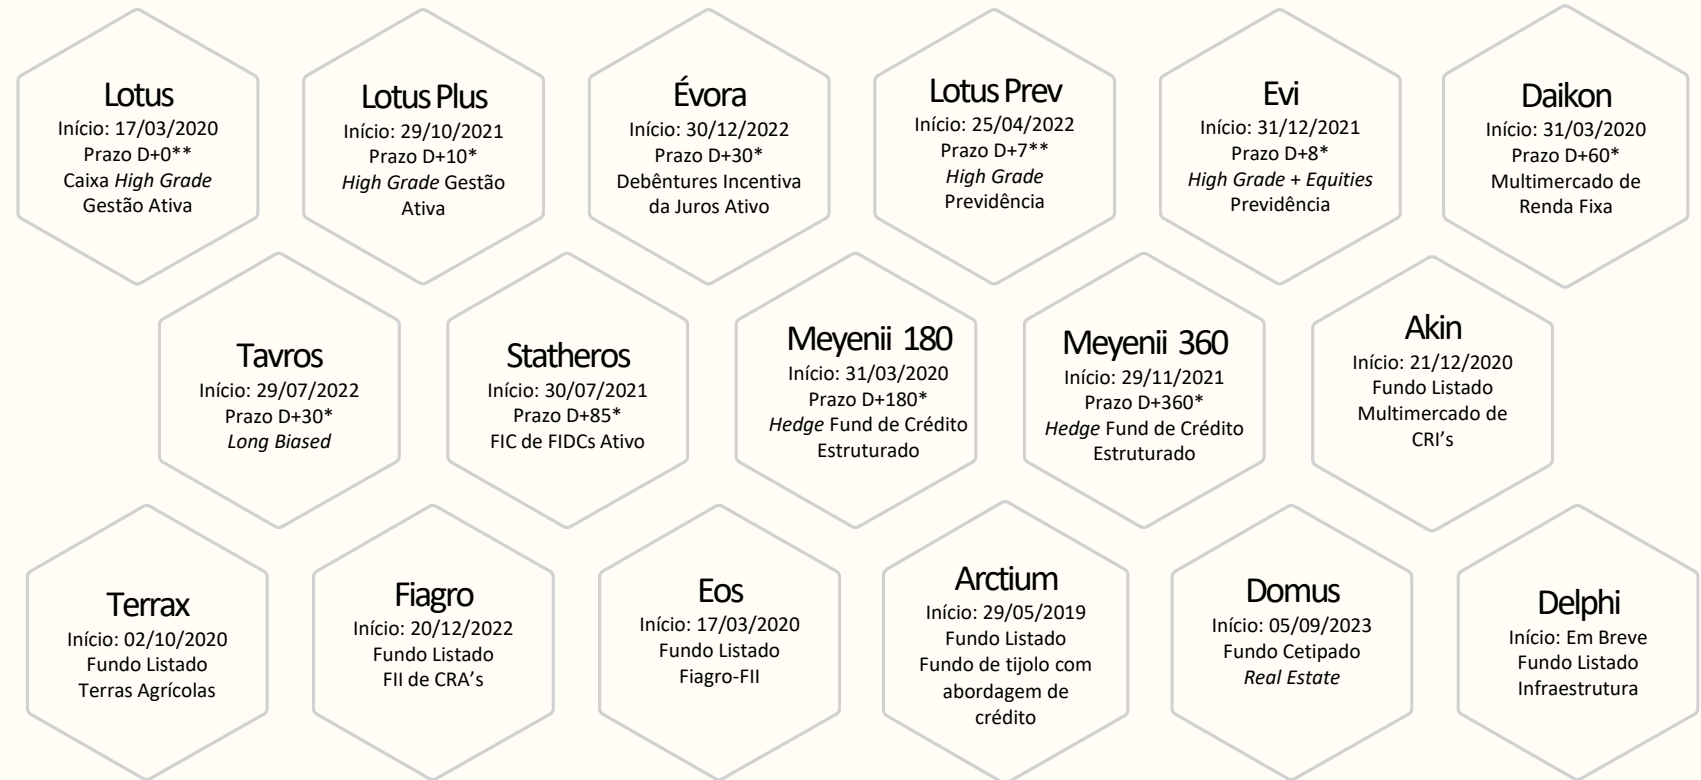 Lotus
Início: 17/03/2020
Prazo D+0**
Caixa High Grade
Gestão Ativa
Lotus Plus
Início: 29/10/2021
Prazo D+10*
High Grade Gestão
Ativa
Évora
Início: 30/12/2022
Prazo D+30*
Debêntures Incentiva
da Juros Ativo
Lotus Prev
Início: 25/04/2022
Prazo D+7**
High Grade
Previdência
Evi
Início: 31/12/2021
Prazo D+8*
High Grade + Equities
Previdência
Daikon
Início: 31/03/2020
Prazo D+60*
Multimercado de
Renda Fixa
Tavros
Início: 29/07/2022
Prazo D+30*
Long Biased
Statheros
Início: 30/07/2021
Prazo D+85*
FIC de FIDCs Ativo
Meyenii 180
Início: 31/03/2020
Prazo D+180*
Hedge Fund de Crédito
Estruturado
Meyenii 360
Início: 29/11/2021
Prazo D+360*
Hedge Fund de Crédito
Estruturado
Akin
Início: 21/12/2020
Fundo Listado
Multimercado de
CRI’s
Terrax
Início: 02/10/2020
Fundo Listado
Terras Agrícolas
Fiagro
Início: 20/12/2022
Fundo Listado
FII de CRA’s
Eos
Início: 17/03/2020
Fundo Listado
Fiagro-FII
Arctium
Início: 29/05/2019
Fundo Listado
Fundo de tijolo com
abordagem de
crédito
Domus
Início: 05/09/2023
Fundo Cetipado
Real Estate
Delphi
Início: Em Breve
Fundo Listado
Infraestrutura